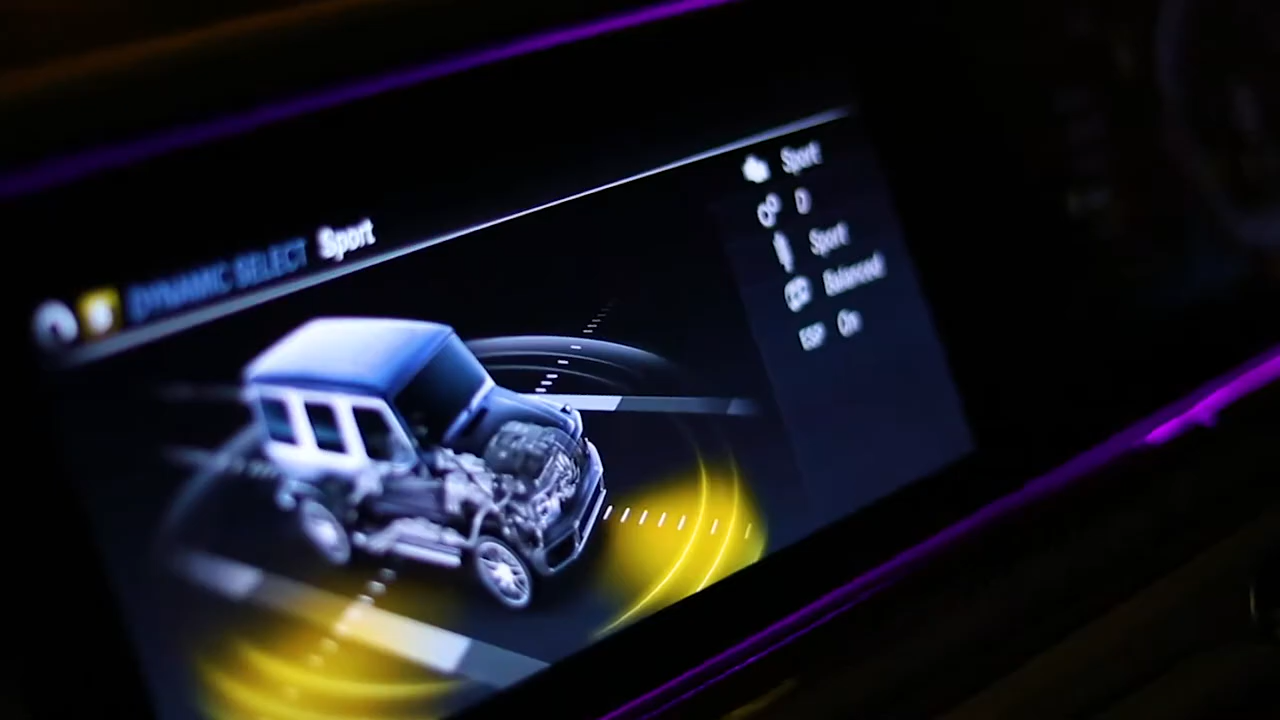 S DYNAMIC SELECT Sport
Sport
D
Sport
Balanced
ESP On